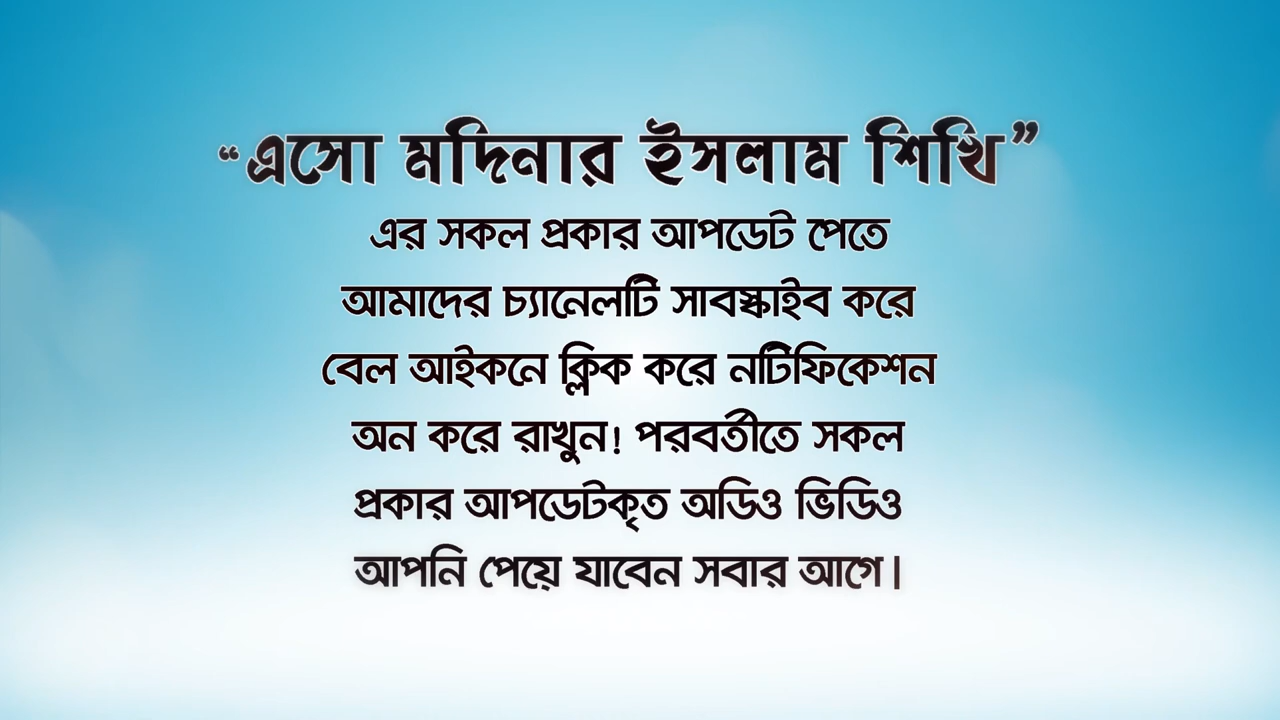 “এসো মদিনার ইসলাম শিখি”
এর সকল প্রকার আপডেট পেতে
আমাদের চ্যানেলটি সাবস্কাইব করে
বেল আইকনে ক্লিক করে নটিফিকেশন
অন করে রাখুন! পরবর্তীতে সকল
প্রকার আপডেটকৃত অডিও ভিডিও
আপনি পেয়ে যাবেন সবার আগে।